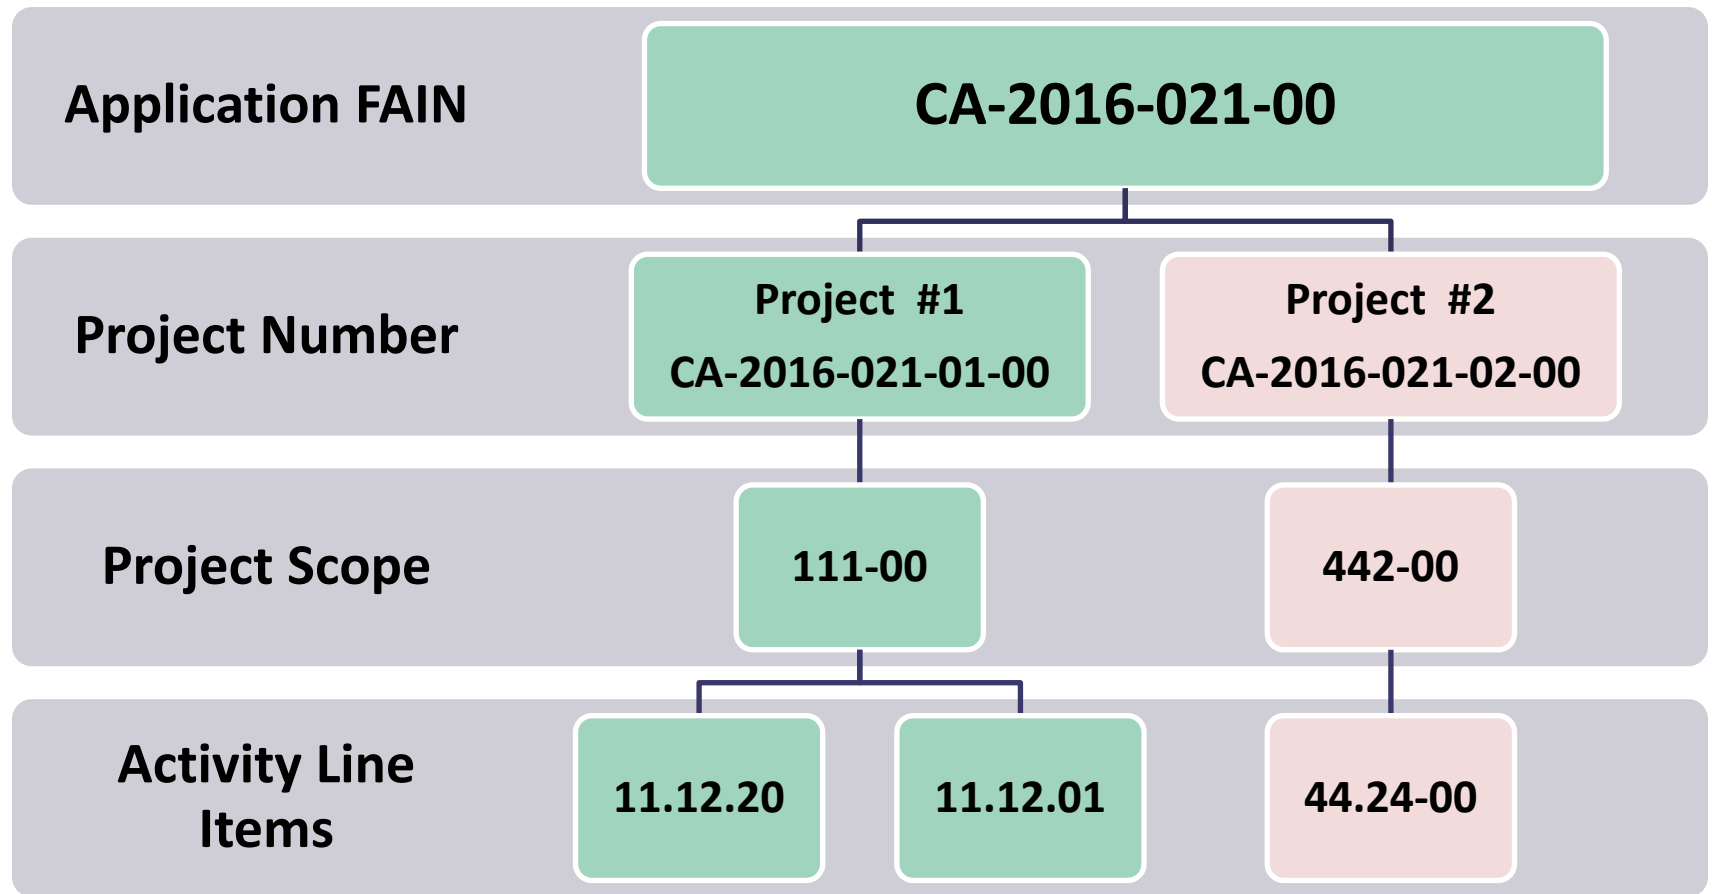 Application FAIN
CA-2016-021-00
Project Number
Project #1
CA-2016-021-01-00
Project #2
CA-2016-021-02-00
Project Scope
111-00
442-00
Activity Line
Items
11.12.20
11.12.01
44.24-00